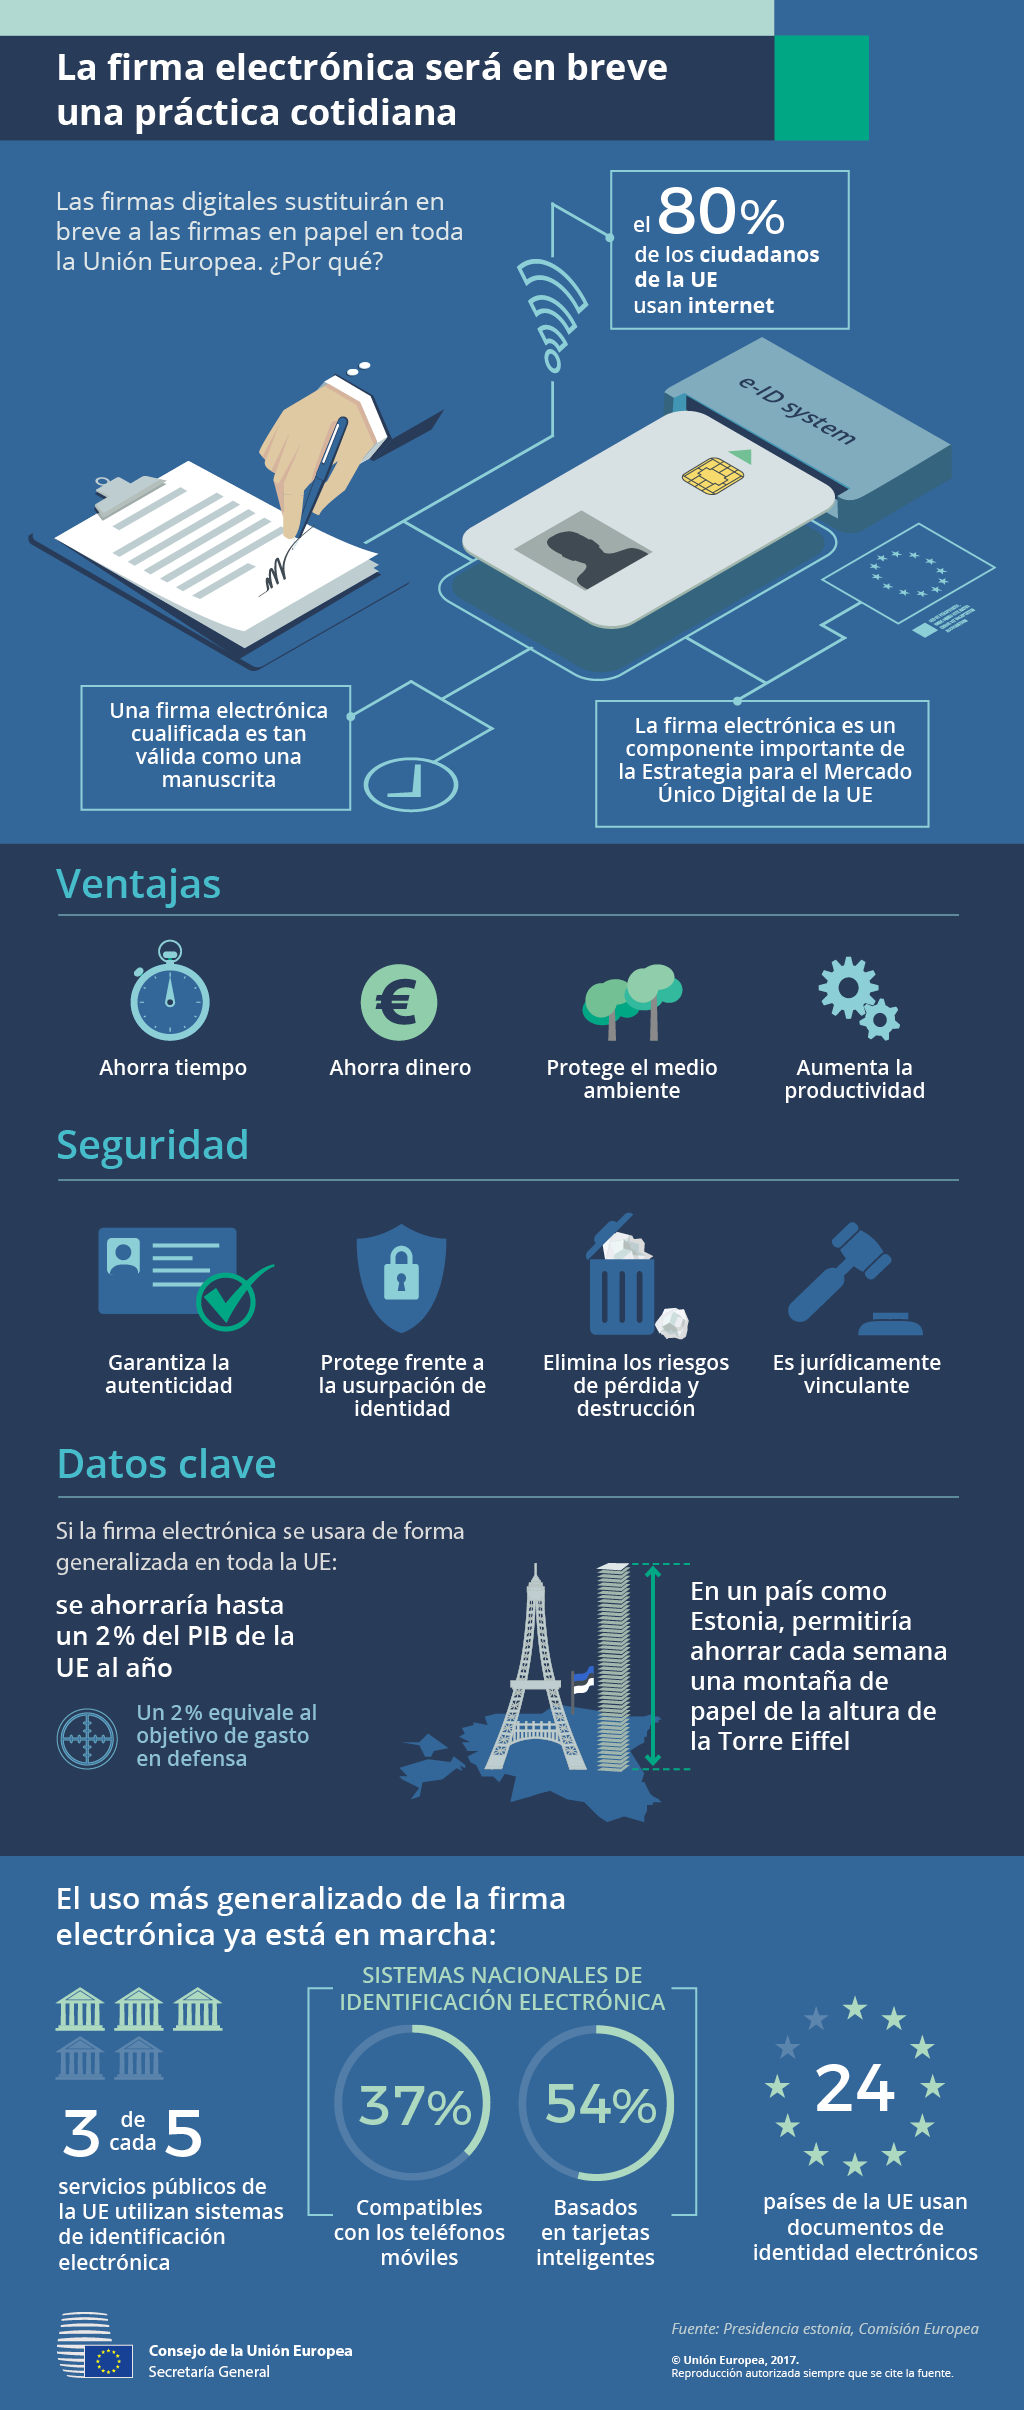 La firma electrónica será en breve
una práctica cotidiana
Las firmas digitales sustituirán en
breve a las firmas en papel en toda
la Unión Europea. ¿Por qué?
el 80%
de los ciudadanos
de la UE
usan internet
e-ID system
Una firma electrónica
cualificada es tan
válida como una
manuscrita
La firma electrónica es un
componente importante de
la Estrategia para el Mercado
Único Digital de la UE
Ventajas
Ahorra tiempo
Ahorra dinero
Protege el medio
ambiente
Aumenta la
productividad
Seguridad
Garantiza la
autenticidad
Protege frente a
la usurpación de
identidad
Elimina los riesgos
de pérdida y
destrucción
Es jurídicamente
vinculante
Datos clave
Si la firma electrónica se usara de forma
generalizada en toda la UE:
se ahorraría hasta
un 2% del PIB de la
UE al año
Un 2% equivale al
objetivo de gasto
en defensa
En un país como
Estonia, permitiría
ahorrar cada semana
una montaña de
papel de la altura de
la Torre Eiffel
El uso más generalizado de la firma
electrónica ya está en marcha:
3 de cada 5
servicios públicos de
la UE utilizan sistemas
de identificación
electrónica
SISTEMAS NACIONALES DE
IDENTIFICACIÓN ELECTRÓNICA
37%
Compatibles
con los teléfonos
móviles
54%
Basados
en tarjetas
inteligentes
24
países de la UE usan
documentos de
identidad electrónicos
Consejo de la Unión Europea
Secretaría General
Fuente: Presidencia estonia, Comisión Europea
© Unión Europea, 2017.
Reproducción autorizada siempre que se cite la fuente.